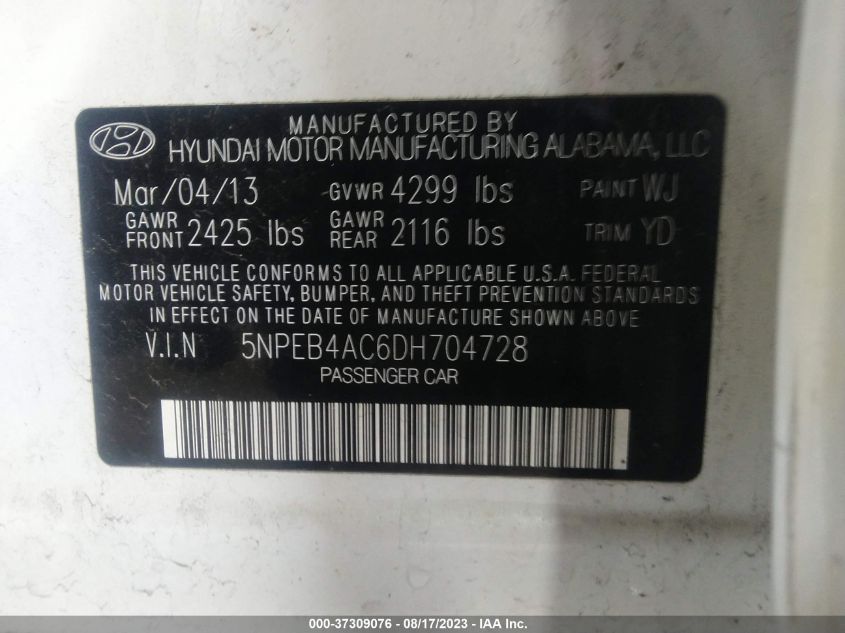 MANUFACTURED BY
HYUNDAI MOTOR MANUFACTURING ALABAMA, LLC
Mar/04/13 GVWR 4299 lbs PAINT WJ
GAWR FRONT 2425 lbs GAWR REAR 2116 lbs TRIM YD
THIS VEHICLE CONFORMS TO ALL APPLICABLE U.S.A. FEDERAL
MOTOR VEHICLE SAFETY, BUMPER, AND THEFT PREVENTION STANDARDS
IN EFFECT ON THE DATE OF MANUFACTURE SHOWN ABOVE
V.I.N 5NPEB4AC6DH704728
PASSENGER CAR
000-37309076 - 08/17/2023 - Copyright © 2023 IAA, Inc.